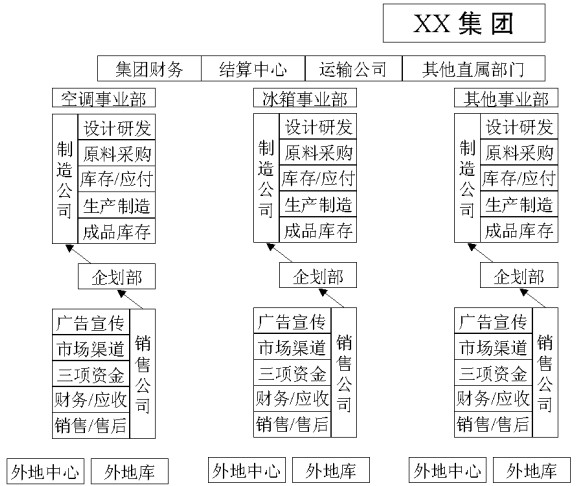 XX 集 团
集团财务 结算中心 运输公司 其他直属部门
空调事业部 冰箱事业部 其他事业部
制造公司 设计研发 制造公司 设计研发 制造公司 设计研发
原料采购 原料采购 原料采购
库存/应付 库存/应付 库存/应付
生产制造 生产制造 生产制造
成品库存 成品库存 成品库存
企划部 企划部 企划部
广告宣传 销售公司 广告宣传 销售公司 广告宣传 销售公司
市场渠道 市场渠道 市场渠道
三项资金 三项资金 三项资金
财务/应收 财务/应收 财务/应收
销售/售后 销售/售后 销售/售后
外地中心 外地库 外地中心 外地库 外地中心 外地库